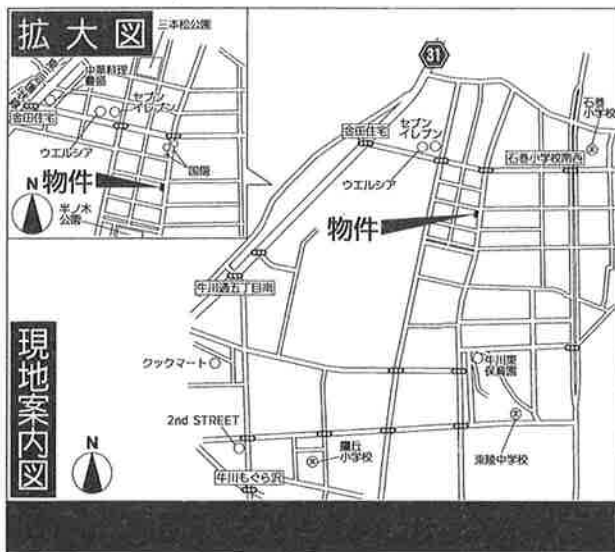 拡大図
三本松公園
中華料理
豊龍
セブン
イレブン
金田住宅
ウエルシア
国陽
物件
N
半ノ木
公園
31
石巻
小学校
セブン
イレブン
金田住宅
石巻小学校南西
ウエルシア
物件
牛川通五丁目南
現地案内図
クックマート
牛川東
保育園
2nd STREET
N
鷹丘
小学校
東陵中学校
牛川もぐら沢